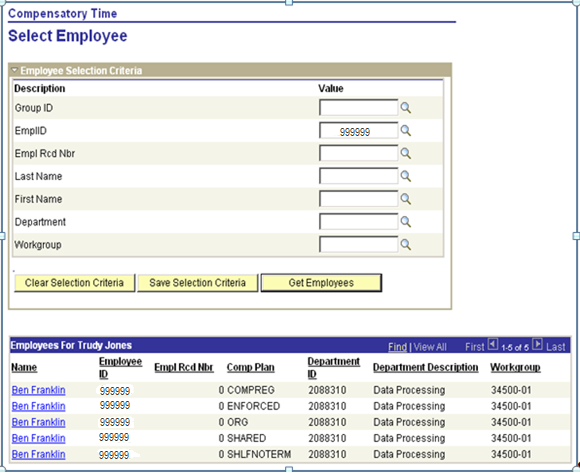 Compensatory Time
Select Employee
Employee Selection Criteria
Description Value
Group ID
EmplID 999999
Empl Rcd Nbr
Last Name
First Name
Department
Workgroup
Clear Selection Criteria Save Selection Criteria Get Employees
Employees For Trudy Jones Find | View All First 1-5 of 5 Last
Name Employee ID Empl Rcd Nbr Comp Plan Department ID Department Description Workgroup
Ben Franklin 999999 0 COMPREG 2088310 Data Processing 34500-01
Ben Franklin 999999 0 ENFORCED 2088310 Data Processing 34500-01
Ben Franklin 999999 0 ORG 2088310 Data Processing 34500-01
Ben Franklin 999999 0 SHARED 2088310 Data Processing 34500-01
Ben Franklin 999999 0 SHLFNOTERM 2088310 Data Processing 34500-01